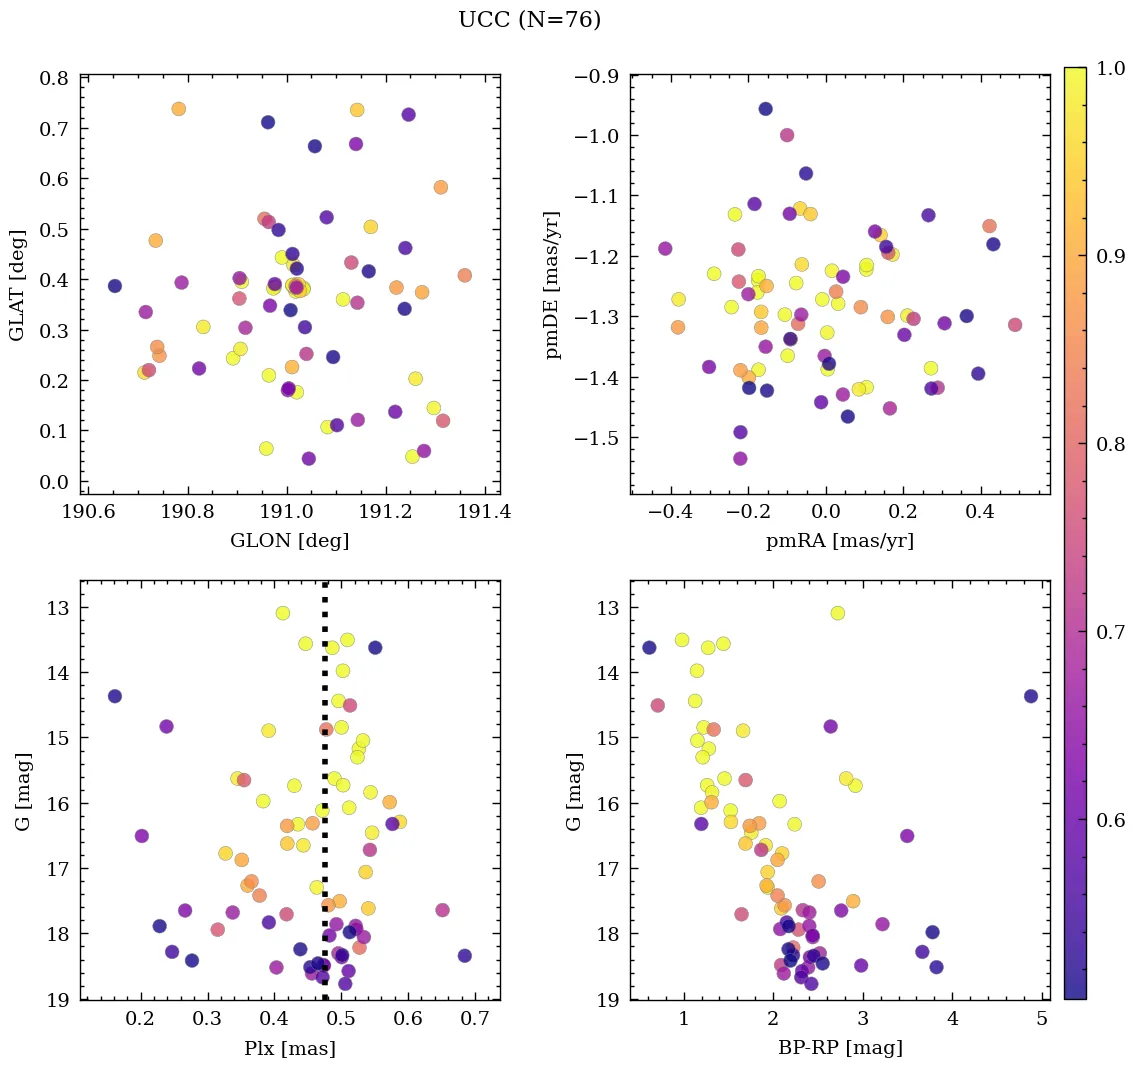 UCC (N=76)
0.8
0.7
0.6
0.5
0.4
0.3
0.2
0.1
0.0
GLAT [deg]
190.6 190.8 191.0 191.2 191.4
GLON [deg]
−0.9
−1.0
−1.1
−1.2
−1.3
−1.4
−1.5
pmDE [mas/yr]
−0.4 −0.2 0.0 0.2 0.4
pmRA [mas/yr]
13
14
15
16
17
18
19
G [mag]
0.2 0.3 0.4 0.5 0.6 0.7
Plx [mas]
13
14
15
16
17
18
19
G [mag]
1 2 3 4 5
BP-RP [mag]
1.0
0.9
0.8
0.7
0.6